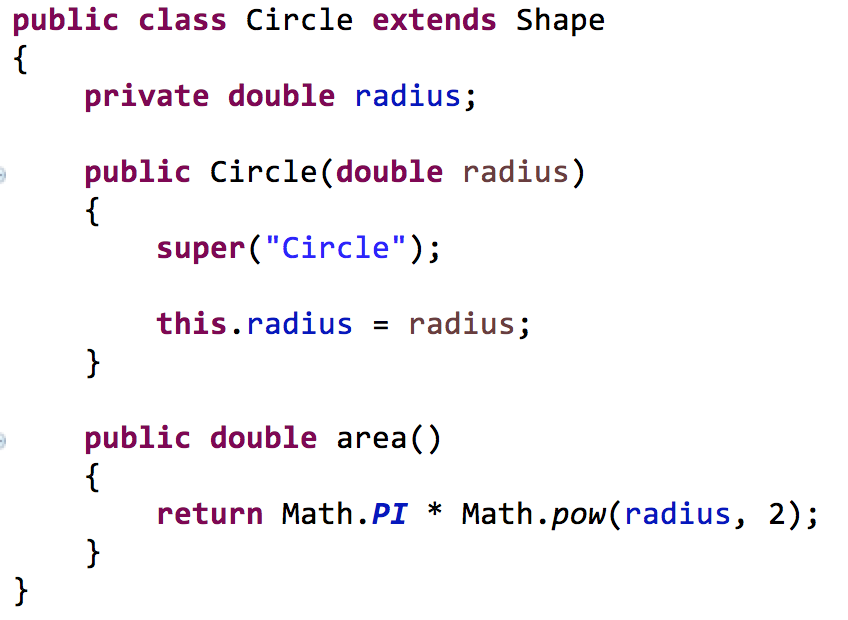 public class Circle extends Shape
{
    private double radius;

    public Circle(double radius)
    {
        super("Circle");

        this.radius = radius;
    }

    public double area()
    {
        return Math.PI * Math.pow(radius, 2);
    }
}